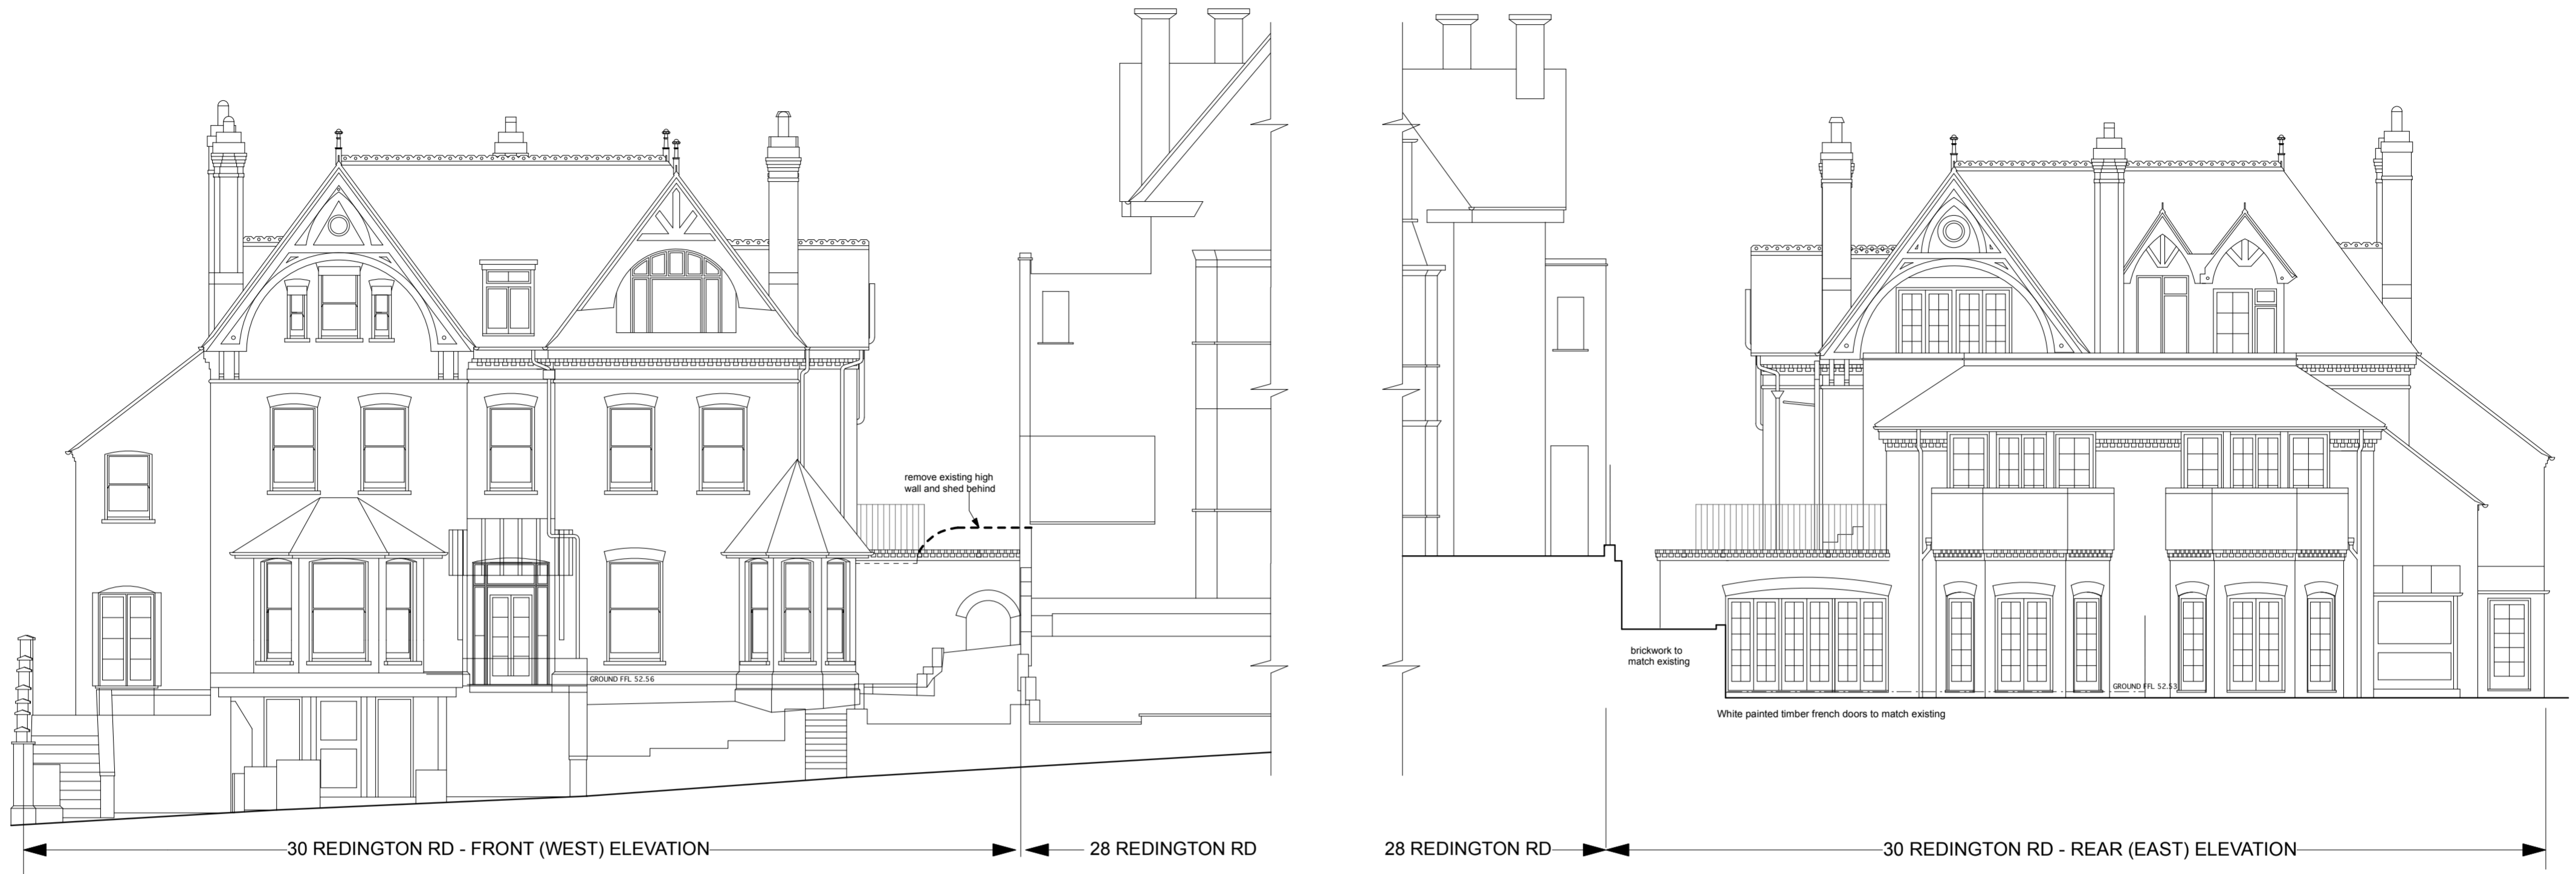 remove existing high
wall and shed behind
GROUND FFL 52.56
brickwork to
match existing
GROUND FFL 52.53
White painted timber french doors to match existing
30 REDINGTON RD - FRONT (WEST) ELEVATION
28 REDINGTON RD
28 REDINGTON RD
30 REDINGTON RD - REAR (EAST) ELEVATION